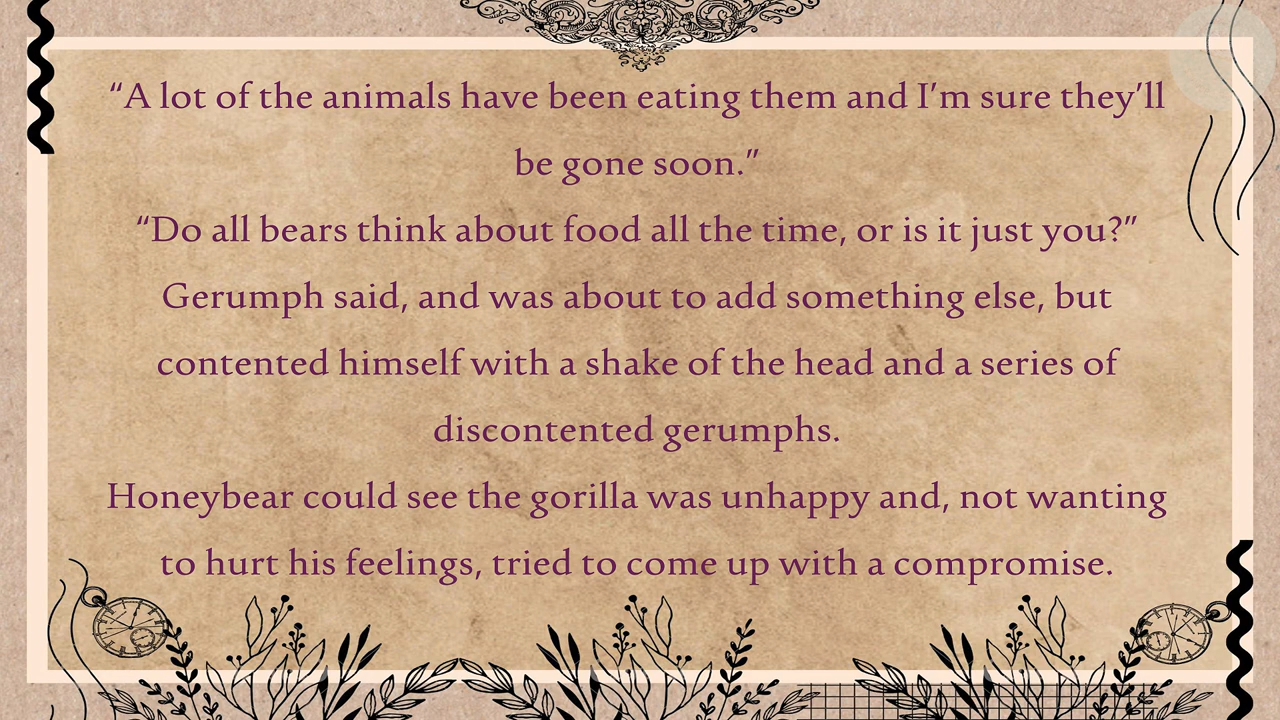 “A lot of the animals have been eating them and I'm sure they'll
be gone soon.”
“Do all bears think about food all the time, or is it just you?”
Gerumph said, and was about to add something else, but
contented himself with a shake of the head and a series of
discontented gerumphs.
Honeybear could see the gorilla was unhappy and, not wanting
to hurt his feelings, tried to come up with a compromise.